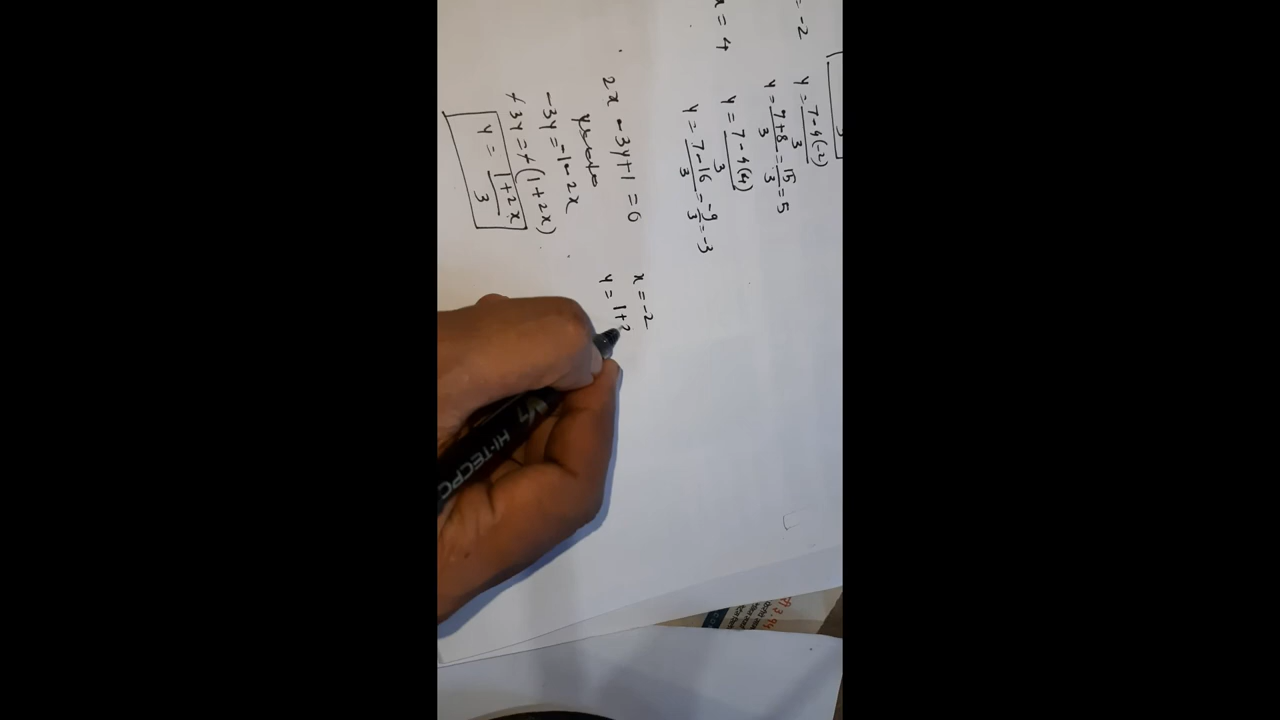 = -2
y = 7-4(-2)/3
y = 7+8/3 = 15/3 = 5
x = 4
y = 7-4(4)/3
y = 7-16/3 = -9/3 = -3
2x - 3y + 1 = 0
-3y = -1-2x
-3y = -(1+2x)
y = 1+2x/3
x = -2
y = 1+2
HI-TECPO
V7